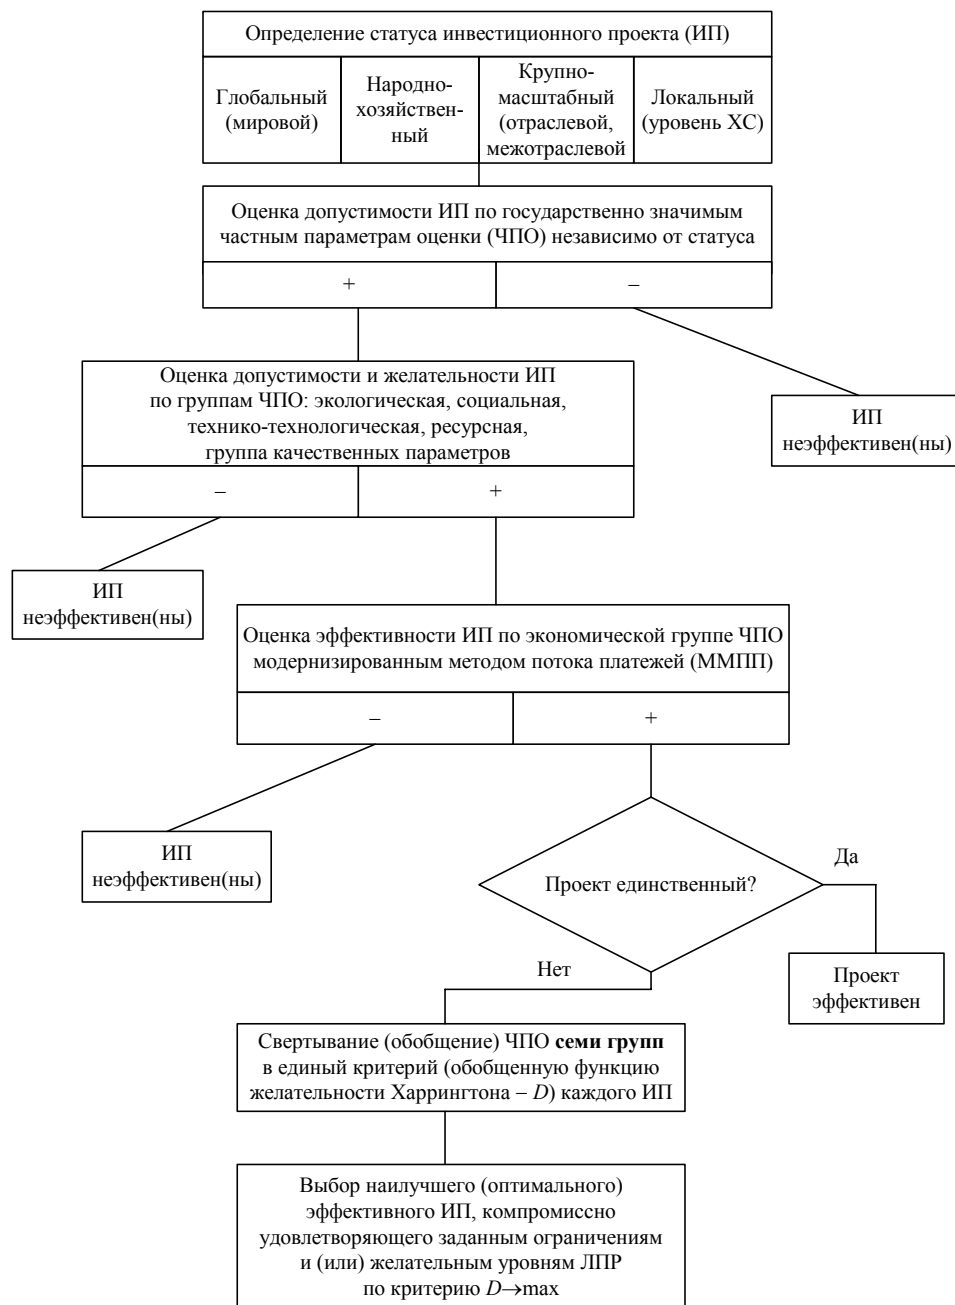 Определение статуса инвестиционного проекта (ИП)
Глобальный
(мировой)
Народно-
хозяйствен-
ный
Крупно-
масштабный
(отраслевой,
межотраслевой
Локальный
(уровень ХС)
Оценка допустимости ИП по государственно значимым
частным параметрам оценки (ЧПО) независимо от статуса
+
–
Оценка допустимости и желательности ИП
по группам ЧПО: экологическая, социальная,
технико-технологическая, ресурсная,
группа качественных параметров
–
+
ИП
неэффективен(ны)
ИП
неэффективен(ны)
Оценка эффективности ИП по экономической группе ЧПО
модернизированным методом потока платежей (ММПП)
–
+
ИП
неэффективен(ны)
Проект единственный?
Да
Нет
Проект
эффективен
Свертывание (обобщение) ЧПО семи групп
в единый критерий (обобщенную функцию
желательности Харрингтона – D) каждого ИП
Выбор наилучшего (оптимального)
эффективного ИП, компромиссно
удовлетворяющего заданным ограничениям
и (или) желательным уровням ЛПР
по критерию D→max